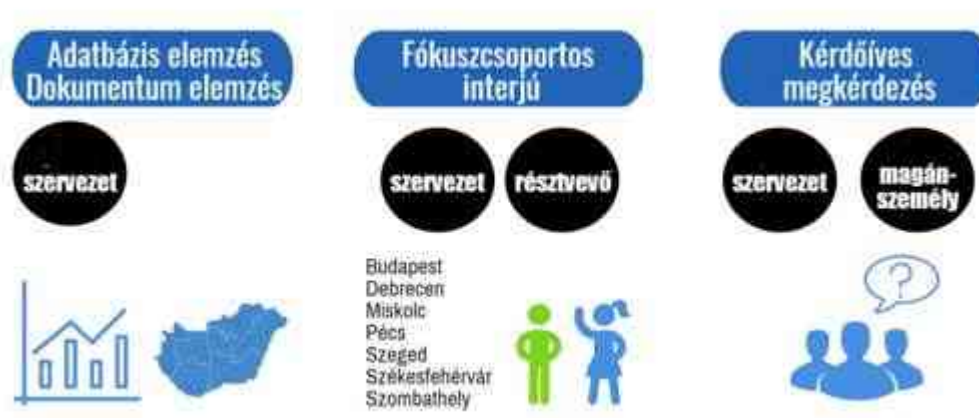 Adatbázis elemzés
Dokumentum elemzés
szervezet
Fókuszcsoportos
interjú
szervezet
résztvevő
Budapest
Debrecen
Miskolc
Pécs
Szeged
Székesfehérvár
Szombathely
Kérdőíves
megkérdezés
szervezet
magán-
személy
?